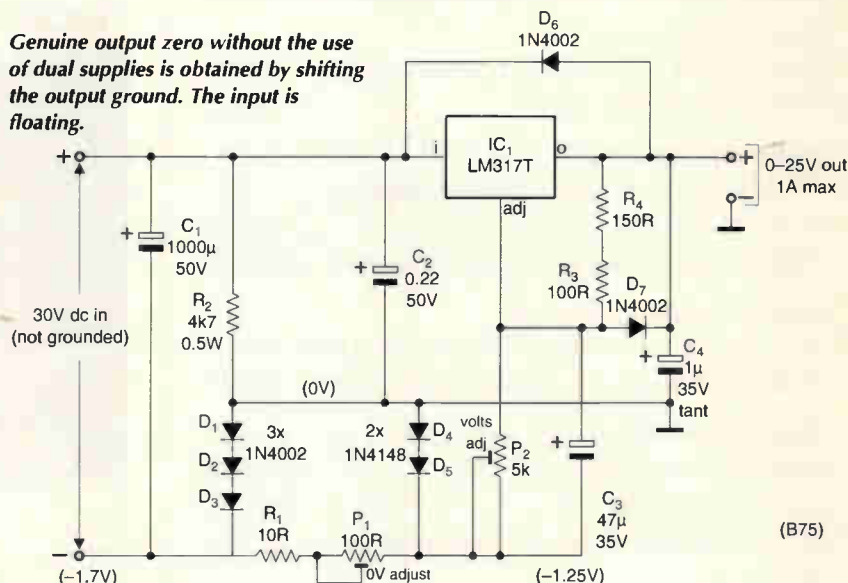 Genuine output zero without the use
of dual supplies is obtained by shifting
the output ground. The input is
floating.
D6
1N4002
IC1
LM317T
i
o
adj
+
+
0–25V out
1A max
−
R4
150R
C1
1000µ
50V
+
C2
0.22
50V
+
R3
100R
D7
1N4002
30V dc in
(not grounded)
R2
4k7
0.5W
C4
1µ
35V
tant
+
(0V)
D1
D2
D3
3x
1N4002
2x
1N4148
D4
D5
volts
adj
P2
5k
+
C3
47µ
35V
R1
10R
P1
100R
0V adjust
−
(−1.7V)
(−1.25V)
(B75)